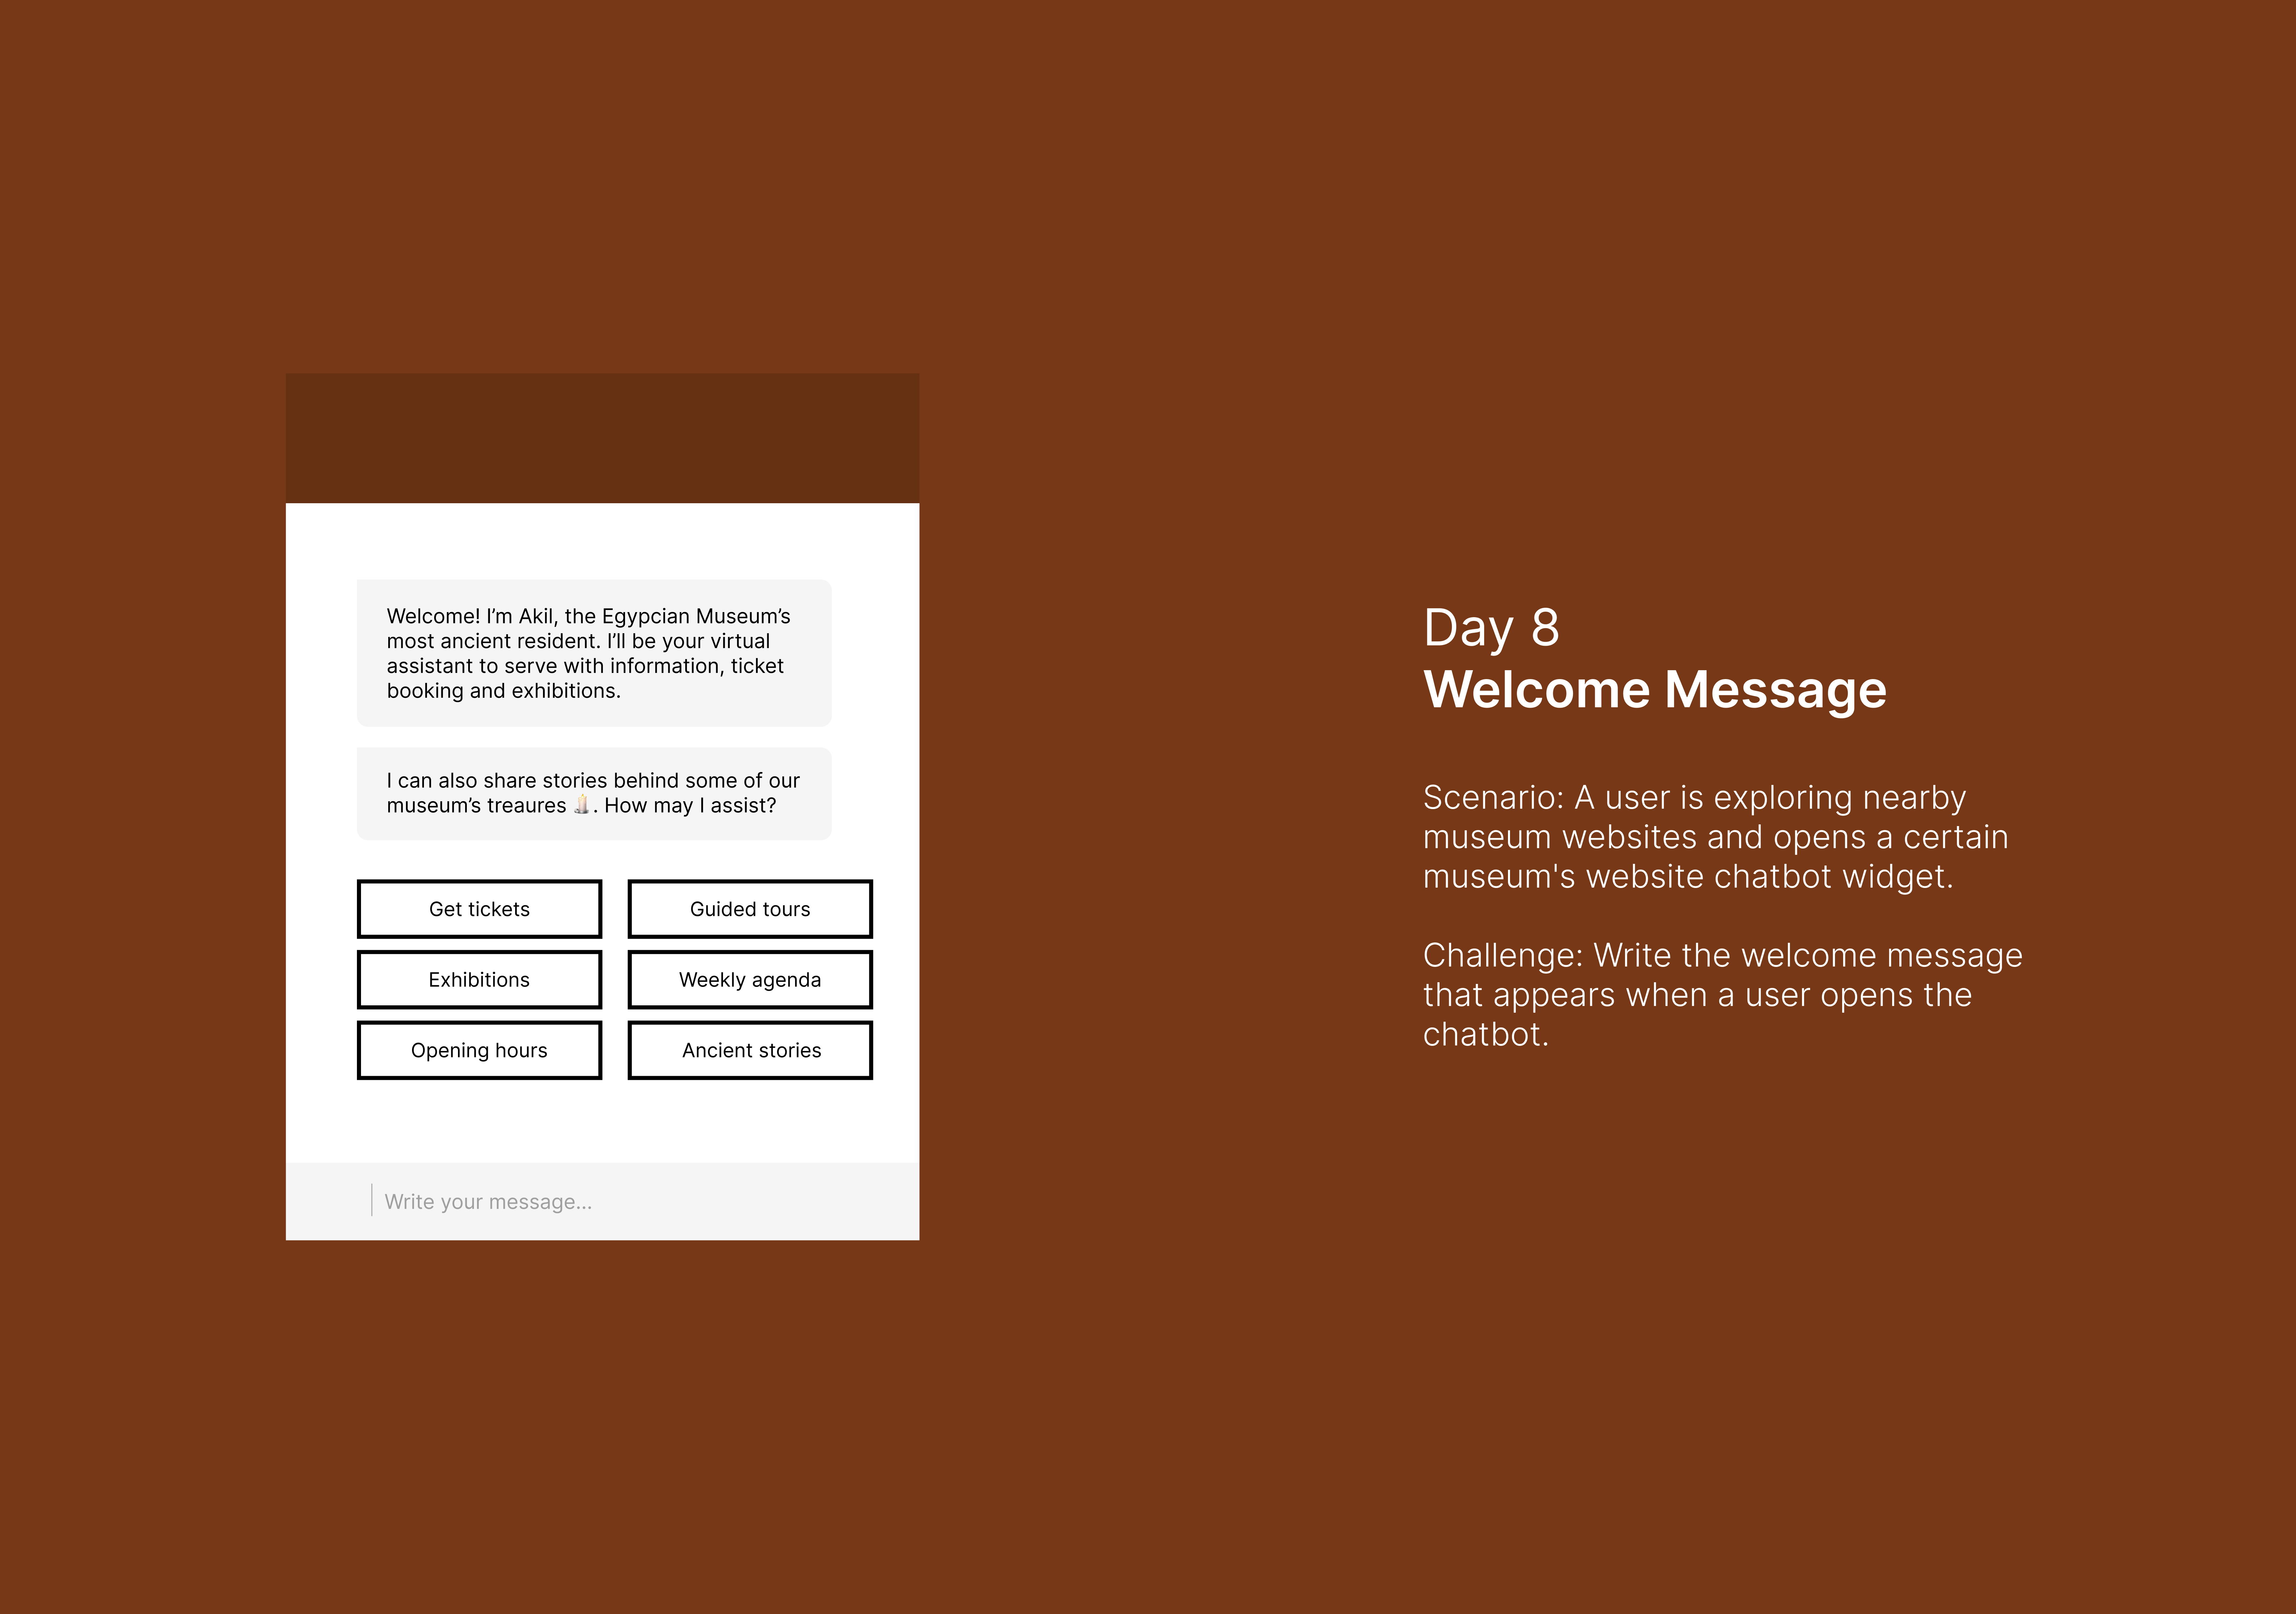 Welcome! I’m Akil, the Egypcian Museum’s
most ancient resident. I’ll be your virtual
assistant to serve with information, ticket
booking and exhibitions.
I can also share stories behind some of our
museum’s treaures 🕯️. How may I assist?
Get tickets
Guided tours
Exhibitions
Weekly agenda
Opening hours
Ancient stories
Write your message...
Day 8
Welcome Message
Scenario: A user is exploring nearby
museum websites and opens a certain
museum's website chatbot widget.
Challenge: Write the welcome message
that appears when a user opens the
chatbot.